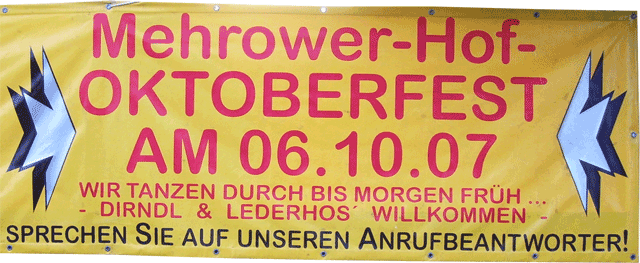 Mehrower-Hof-
OKTOBERFEST
AM 06.10.07
WIR TANZEN DURCH BIS MORGEN FRÜH ...
- DIRNDL & LEDERHOS´ WILLKOMMEN -
SPRECHEN SIE AUF UNSEREN ANRUFBEANTWORTER!